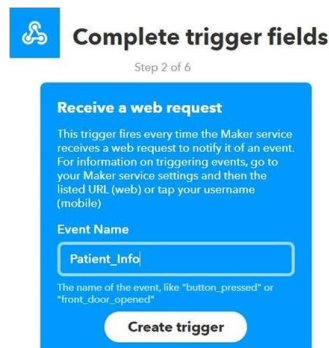 Complete trigger fields
Step 2 of 6
Receive a web request
This trigger fires every time the Maker service
receives a web request to notify it of an event.
For information on triggering events, go to
your Maker service settings and then the
listed URL (web) or tap your username
(mobile)
Event Name
Patient_Info
The name of the event, like "button_pressed" or
"front_door_opened"
Create trigger